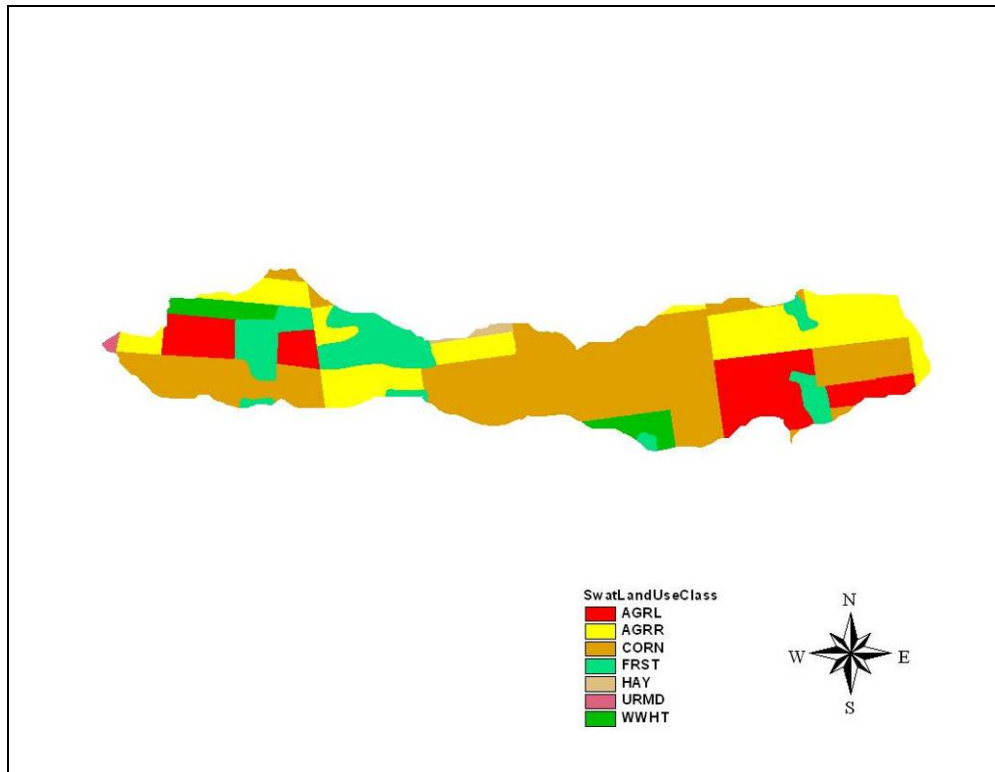 SwatLandUseClass
AGRL
AGRR
CORN
FRST
HAY
URMD
WWHT
N
W E
S